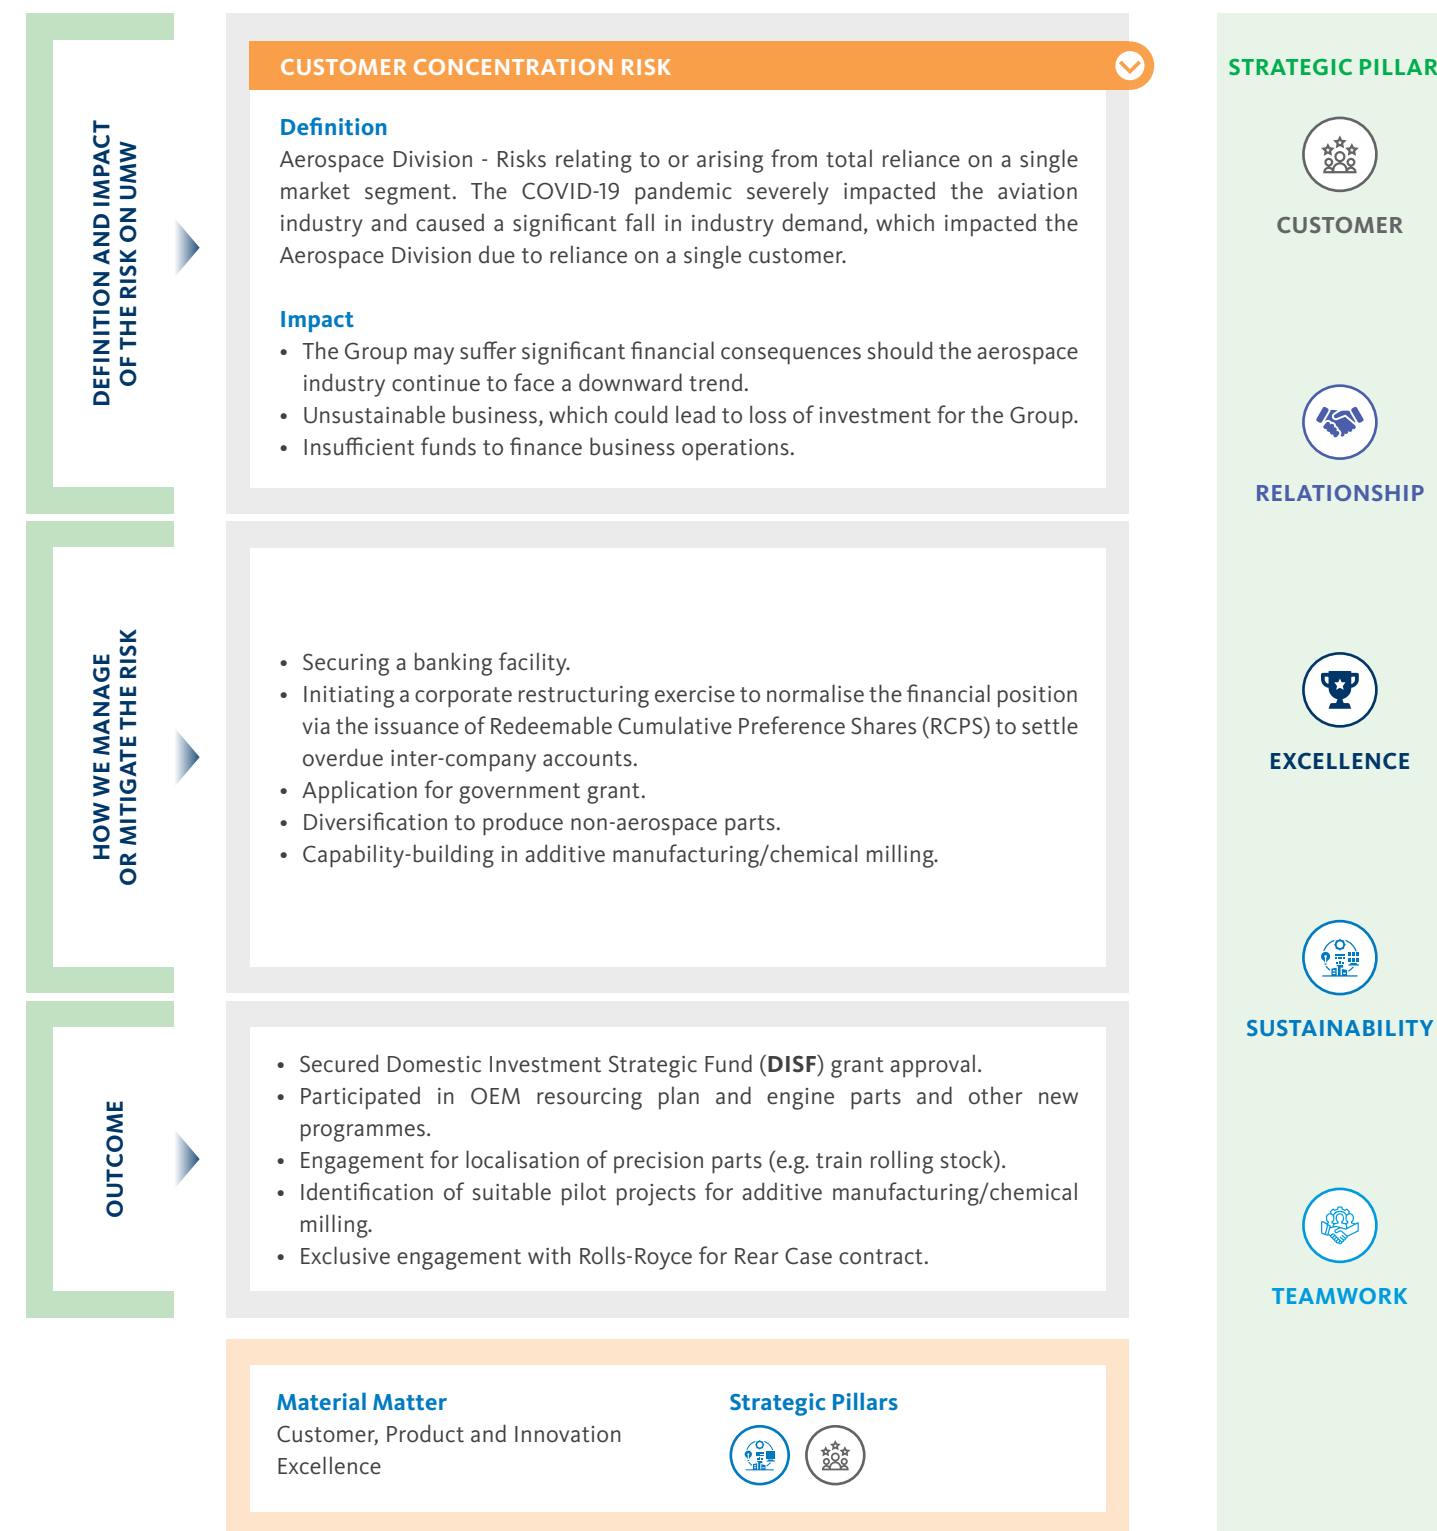 DEFINITION AND IMPACT
OF THE RISK ON UMW
CUSTOMER CONCENTRATION RISK
Definition
Aerospace Division - Risks relating to or arising from total reliance on a single
market segment. The COVID-19 pandemic severely impacted the aviation
industry and caused a significant fall in industry demand, which impacted the
Aerospace Division due to reliance on a single customer.
Impact
• The Group may suffer significant financial consequences should the aerospace
industry continue to face a downward trend.
• Unsustainable business, which could lead to loss of investment for the Group.
• Insufficient funds to finance business operations.
HOW WE MANAGE
OR MITIGATE THE RISK
• Securing a banking facility.
• Initiating a corporate restructuring exercise to normalise the financial position
via the issuance of Redeemable Cumulative Preference Shares (RCPS) to settle
overdue inter-company accounts.
• Application for government grant.
• Diversification to produce non-aerospace parts.
• Capability-building in additive manufacturing/chemical milling.
OUTCOME
• Secured Domestic Investment Strategic Fund (DISF) grant approval.
• Participated in OEM resourcing plan and engine parts and other new
programmes.
• Engagement for localisation of precision parts (e.g. train rolling stock).
• Identification of suitable pilot projects for additive manufacturing/chemical
milling.
• Exclusive engagement with Rolls-Royce for Rear Case contract.
Material Matter
Customer, Product and Innovation
Excellence
Strategic Pillars
STRATEGIC PILLAR
CUSTOMER
RELATIONSHIP
EXCELLENCE
SUSTAINABILITY
TEAMWORK